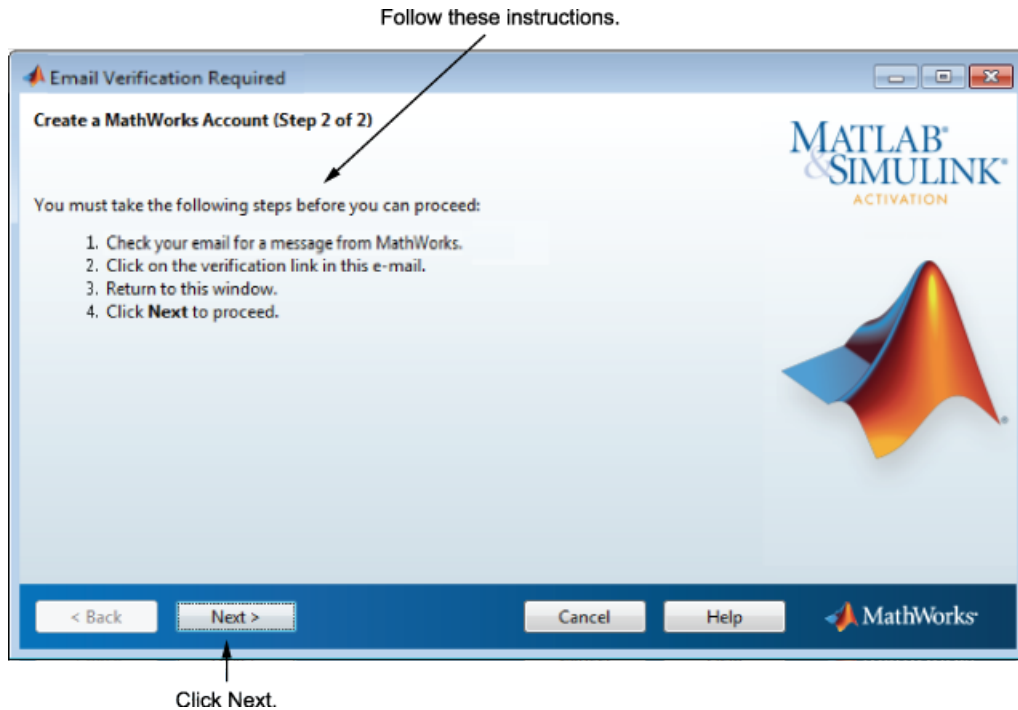 Follow these instructions.
Email Verification Required
Create a MathWorks Account (Step 2 of 2)
MATLAB®
&SIMULINK®
ACTIVATION
You must take the following steps before you can proceed:
1. Check your email for a message from MathWorks.
2. Click on the verification link in this e-mail.
3. Return to this window.
4. Click Next to proceed.
< Back
Next >
Cancel
Help
MathWorks®
Click Next.